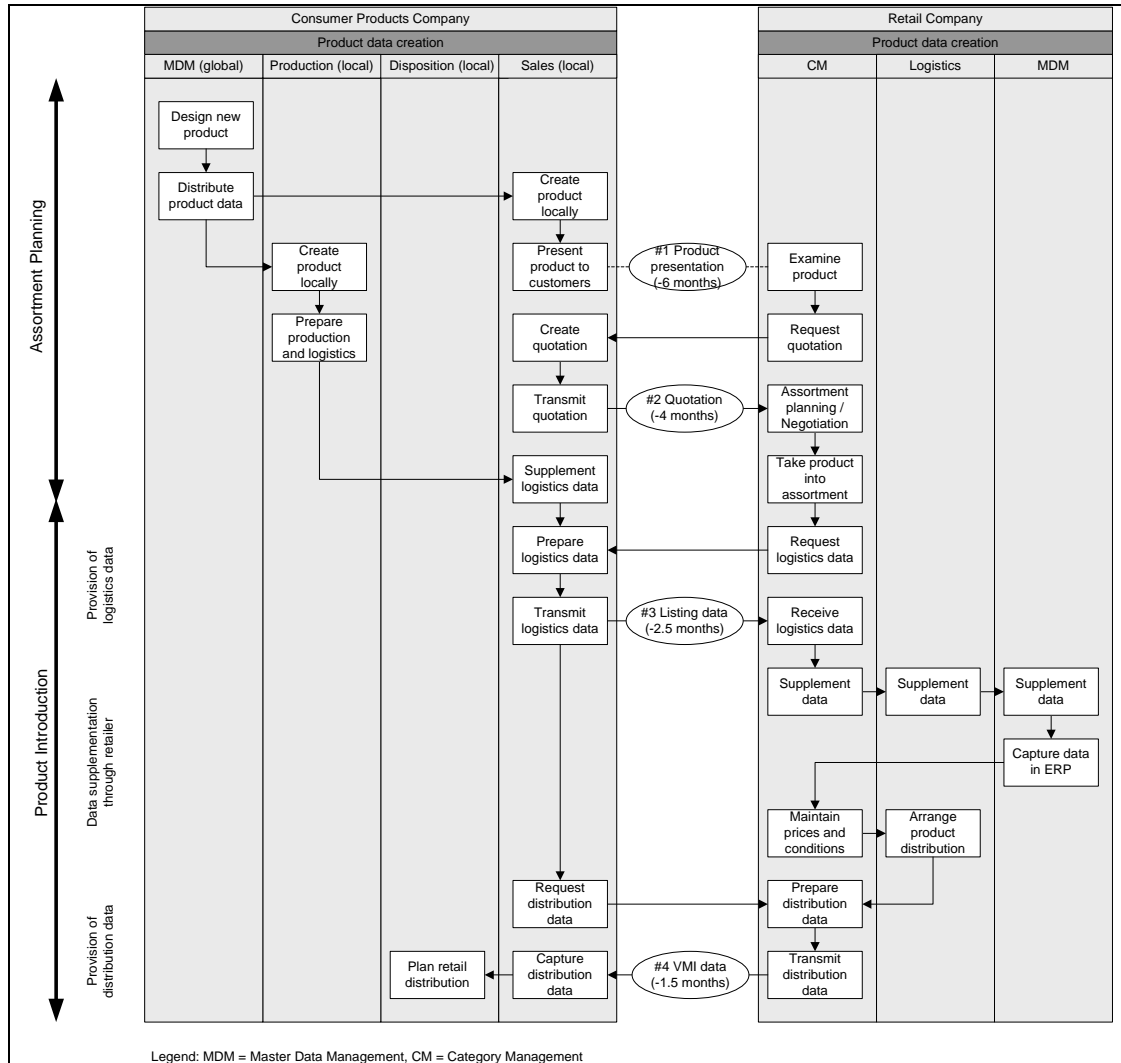 Consumer Products Company
Retail Company
Product data creation
Product data creation
MDM (global)
Production (local)
Disposition (local)
Sales (local)
CM
Logistics
MDM
Assortment Planning
Design new
product
Distribute
product data
Create
product
locally
Create
product
locally
Present
product to
customers
#1 Product
presentation
(-6 months)
Examine
product
Prepare
production
and logistics
Create
quotation
Request
quotation
Transmit
quotation
#2 Quotation
(-4 months)
Assortment
planning /
Negotiation
Supplement
logistics data
Take product
into
assortment
Product Introduction
Provision of
logistics data
Prepare
logistics data
Request
logistics data
Transmit
logistics data
#3 Listing data
(-2.5 months)
Receive
logistics data
Data supplementation
through retailer
Supplement
data
Supplement
data
Supplement
data
Capture data
in ERP
Maintain
prices and
conditions
Arrange
product
distribution
Provision of
distribution data
Request
distribution
data
Prepare
distribution
data
Plan retail
distribution
Capture
distribution
data
#4 VMI data
(-1.5 months)
Transmit
distribution
data
Legend: MDM = Master Data Management, CM = Category Management